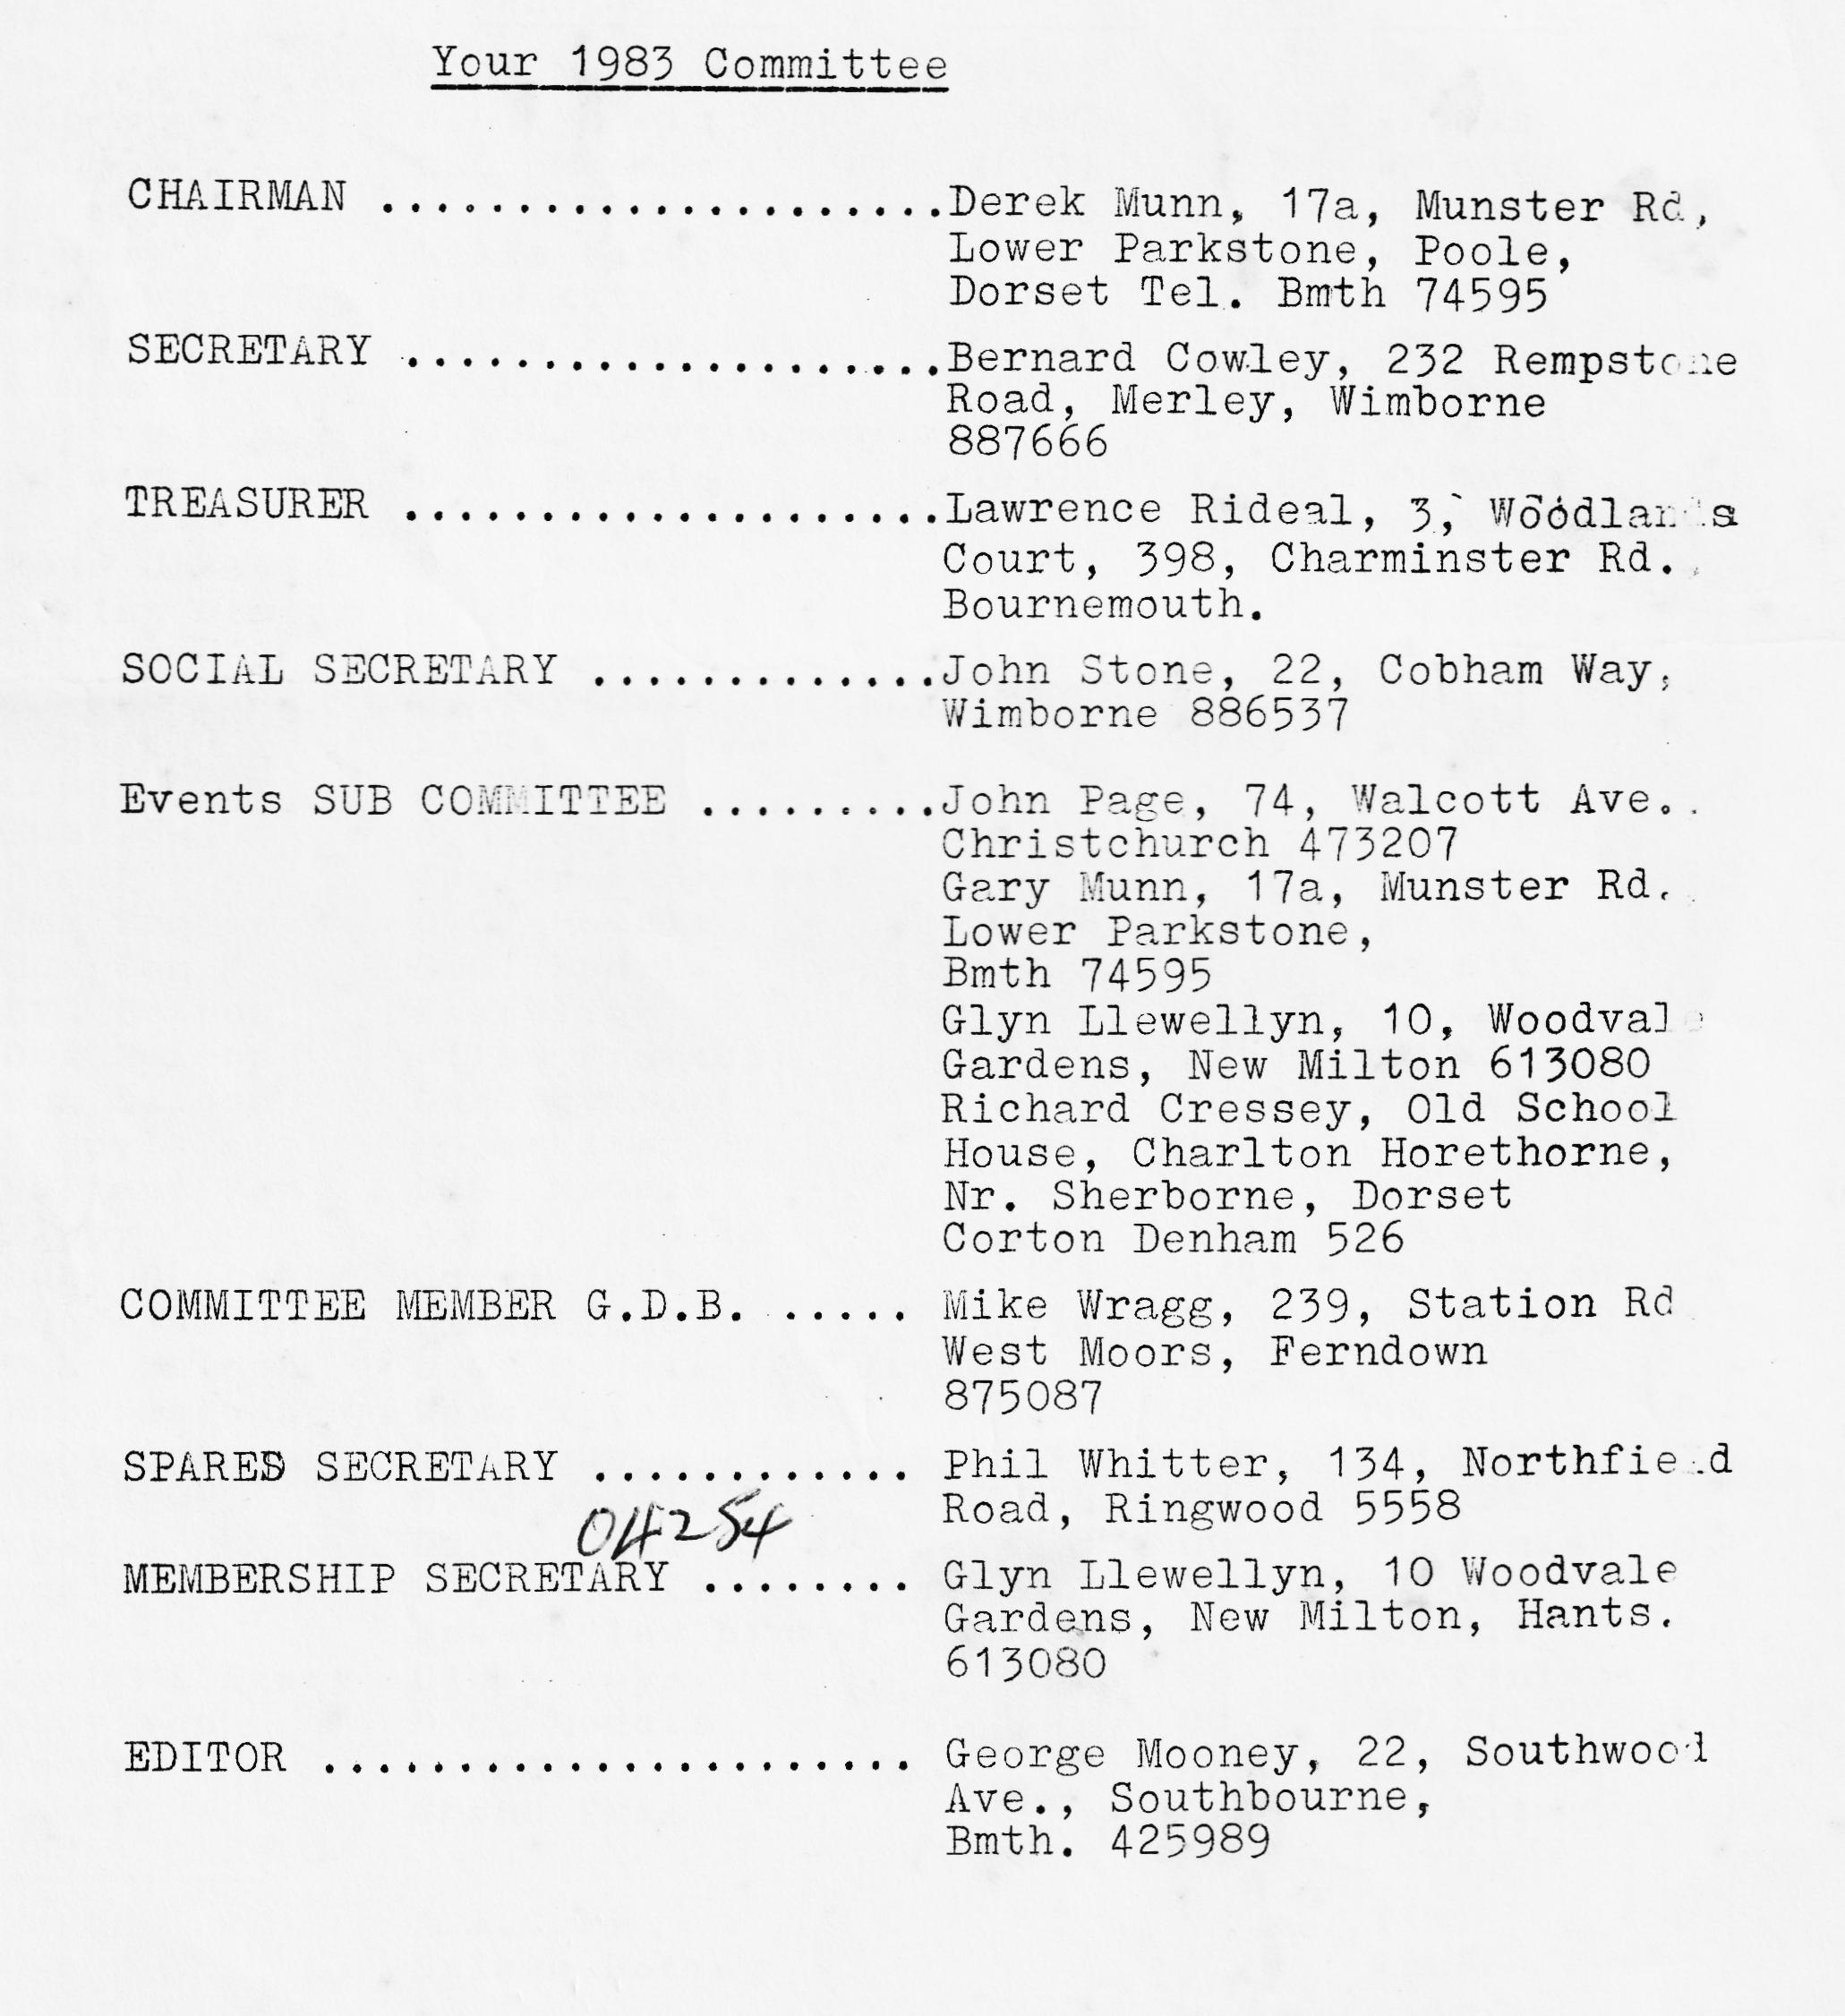 Your 1983 Committee
CHAIRMAN .....................Derek Munn, 17a, Munster Rd,
Lower Parkstone, Poole,
Dorset Tel. Bmth 74595
SECRETARY ....................Bernard Cowley, 232 Rempstone
Road, Merley, Wimborne
887666
TREASURER ....................Lawrence Rideal, 3, Woodlands
Court, 398, Charminster Rd.,
Bournemouth.
SOCIAL SECRETARY .............John Stone, 22, Cobham Way,
Wimborne 886537
Events SUB COMMITTEE .........John Page, 74, Walcott Ave..
Christchurch 473207
Gary Munn, 17a, Munster Rd.
Lower Parkstone,
Bmth 74595
Glyn Llewellyn, 10, Woodvale
Gardens, New Milton 613080
Richard Cressey, Old School
House, Charlton Horethorne,
Nr. Sherborne, Dorset
Corton Denham 526
COMMITTEE MEMBER G.D.B. ..... Mike Wragg, 239, Station Rd
West Moors, Ferndown
875087
SPARES SECRETARY ............ Phil Whitter, 134, Northfield
Road, Ringwood 5558
04254
MEMBERSHIP SECRETARY ........ Glyn Llewellyn, 10 Woodvale
Gardens, New Milton, Hants.
613080
EDITOR ...................... George Mooney, 22, Southwood
Ave., Southbourne,
Bmth. 425989